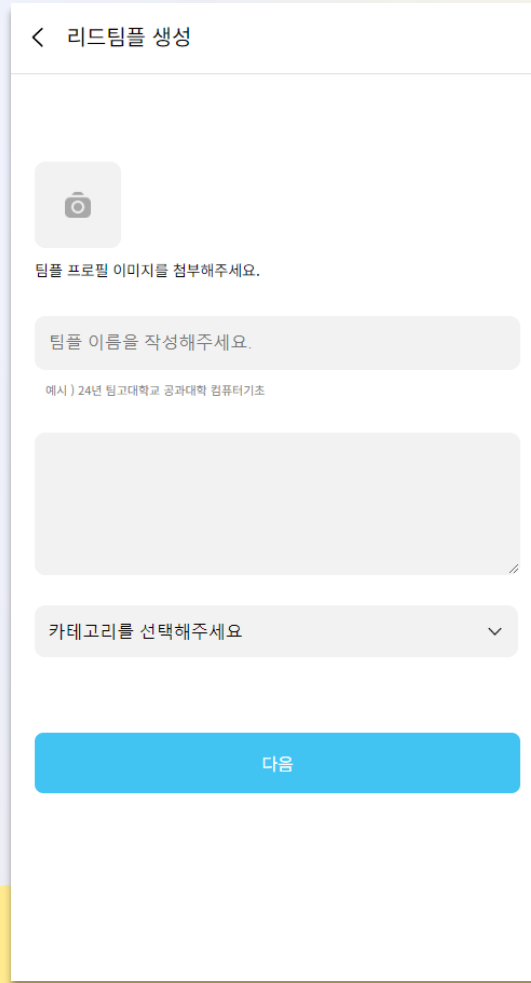 리드팀플 생성
팀플 프로필 이미지를 첨부해주세요.
팀플 이름을 작성해주세요.
예시 ) 24년 팀고대학교 공과대학 컴퓨터기초
카테고리를 선택해주세요
다음